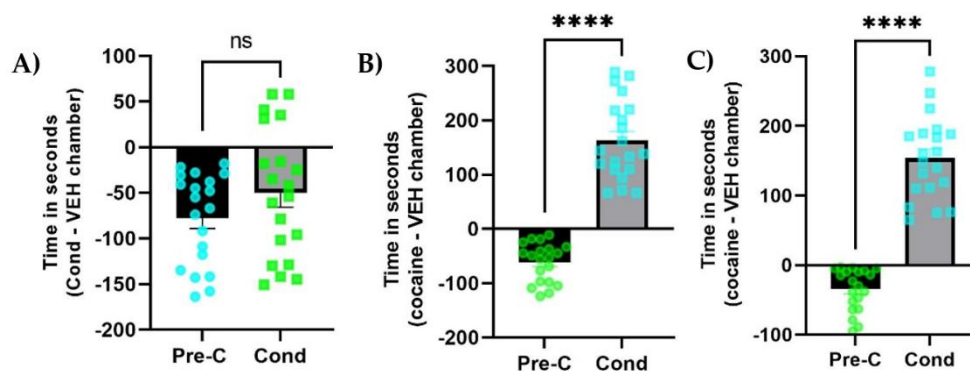 A)
ns
Time in seconds
(Cond - VEH chamber)
100
50
0
-50
-100
-150
-200
Pre-C Cond
B)
****
Time in seconds
(cocaine - VEH chamber)
300
200
100
0
-100
-200
Pre-C Cond
C)
****
Time in seconds
(cocaine - VEH chamber)
300
200
100
0
-100
Pre-C Cond